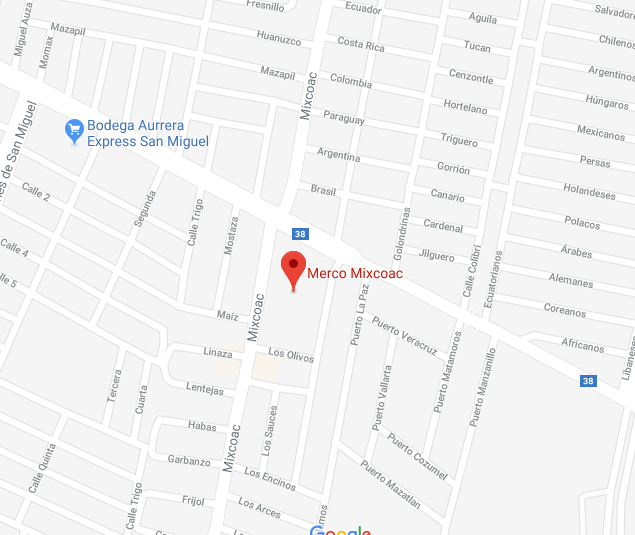 Fresnillo
Ecuador
Aguila
Salvador
Miguel Auza
Momax
Mazapil
Huanuzco
Costa Rica
Tucan
Chilenos
Mazapil
Colombia
Cenzontle
Argentinos
Mixcoac
Hortelano
Húngaros
Bodega Aurrera
Express San Miguel
Paraguay
Triguero
Mexicanos
es de San Miguel
Argentina
Gorrión
Persas
Calle 2
Segunda
Calle Trigo
Mostaza
Brasil
Canario
Holandeses
Golondrinas
Cardenal
Polacos
38
Calle 4
Jilguero
Calle Colibrí
Ecuatorianos
Árabes
Merco Mixcoac
Alemanes
le 5
Maíz
Mixcoac
Puerto La Paz
Coreanos
Puerto Veracruz
Linaza
Los Olivos
Africanos
Libaneses
Puerto Matamoros
Puerto Manzanillo
38
Tercera
Cuarta
Lentejas
Puerto Vallarta
Habas
Los Sauces
Mixcoac
Garbanzo
Los Encinos
Puerto Cozumel
Calle Quinta
Puerto Mazatlan
Calle Trigo
Frijol
Los Arces
mos
Google